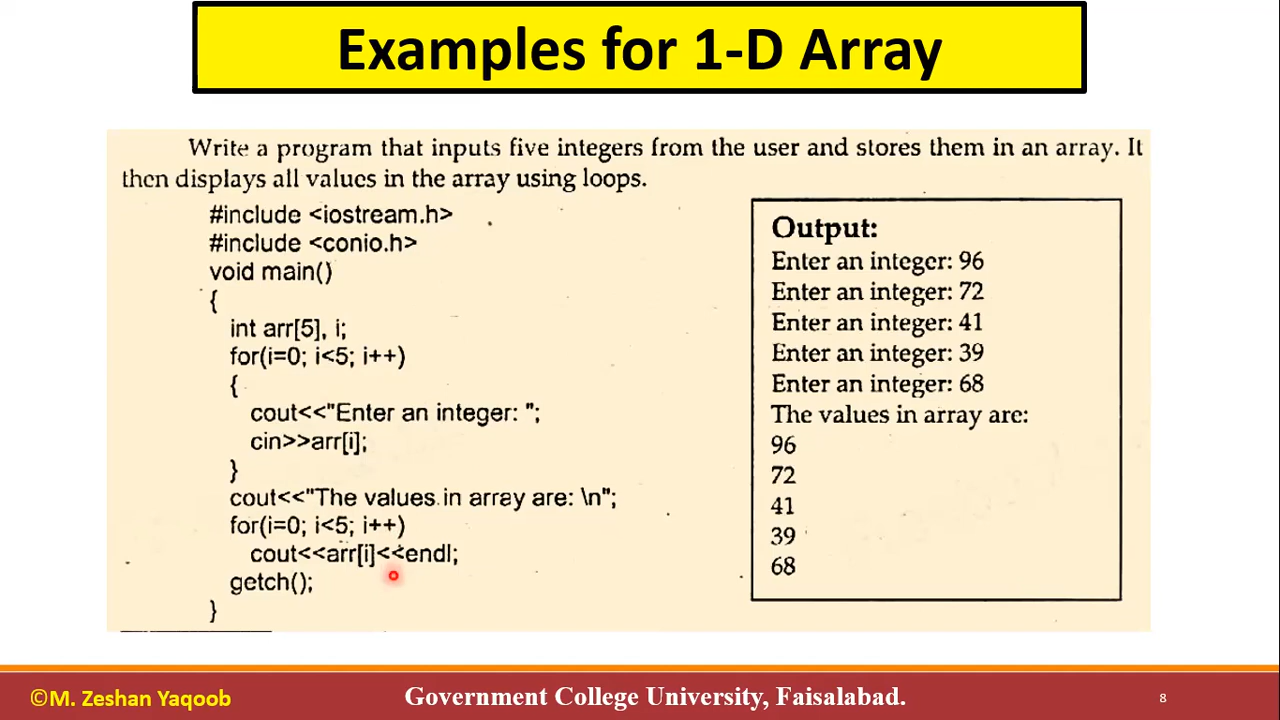 Examples for 1-D Array
Write a program that inputs five integers from the user and stores them in an array. It
then displays all values in the array using loops.
#include <iostream.h>
#include <conio.h>
void main()
{
int arr[5], i;
for(i=0; i<5; i++)
{
cout<<"Enter an integer: ";
cin>>arr[i];
}
cout<<"The values in array are: \n";
for(i=0; i<5; i++)
cout<<arr[i]<<endl;
getch();
}
Output:
Enter an integer: 96
Enter an integer: 72
Enter an integer: 41
Enter an integer: 39
Enter an integer: 68
The values in array are:
96
72
41
39
68
©M. Zeshan Yaqoob
Government College University, Faisalabad.
8